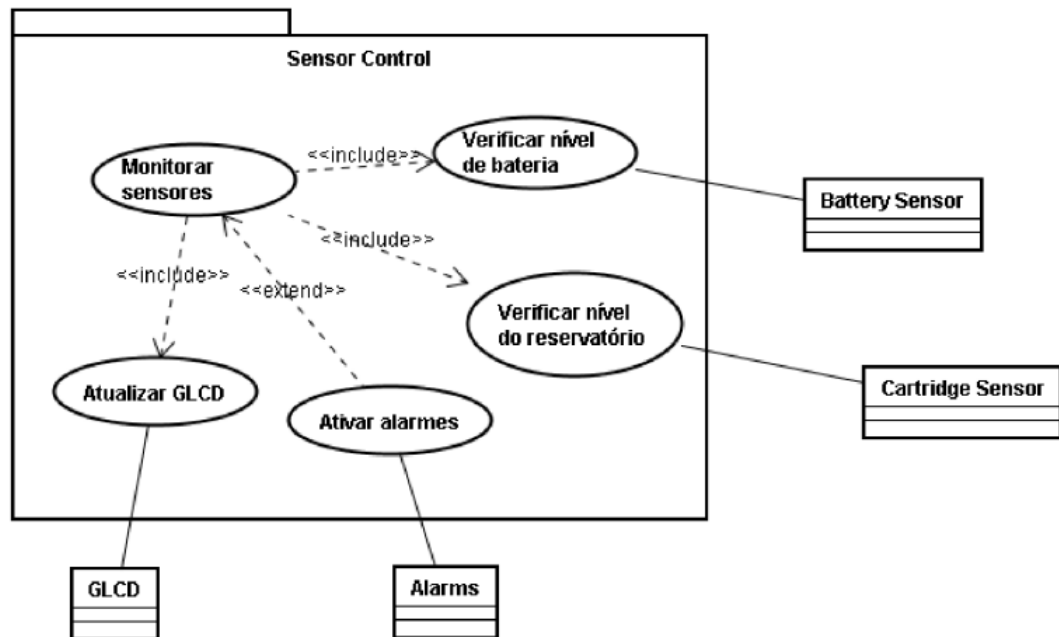 Sensor Control
Verificar nível
de bateria
<<include>>
Monitorar
sensores
Battery Sensor
<<include>>
<<include>>
<<extend>>
Verificar nível
do reservatório
Cartridge Sensor
Atualizar GLCD
Ativar alarmes
GLCD
Alarms